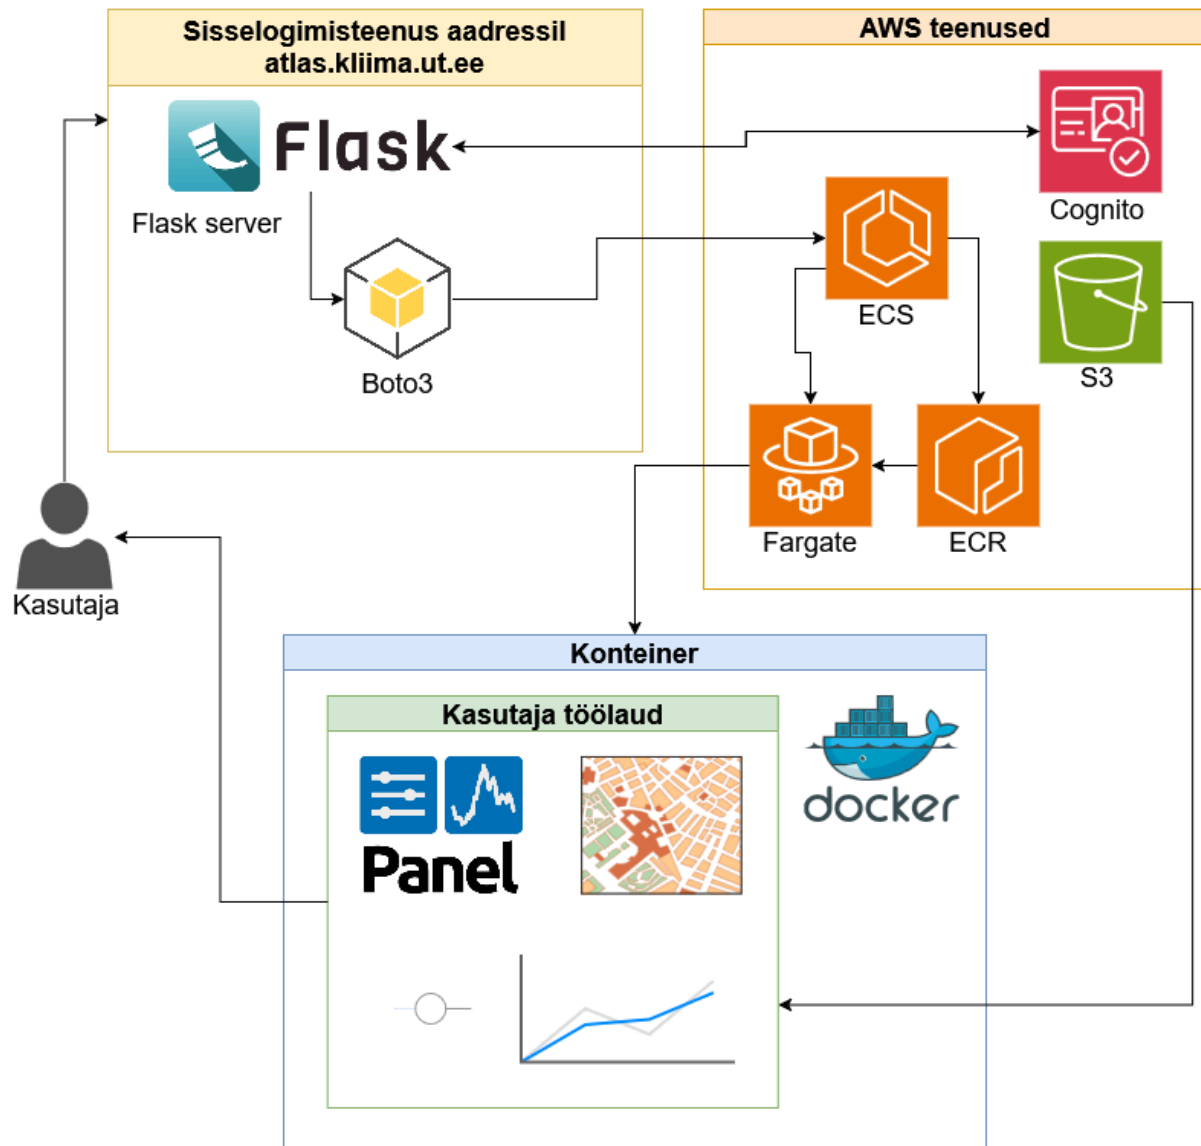 Sisselogimisteenus aadressil
atlas.kliima.ut.ee
Flask
Flask server
Boto3
AWS teenused
Cognito
ECS
S3
Fargate
ECR
Kasutaja
Konteiner
Kasutaja töölaud
Panel
docker